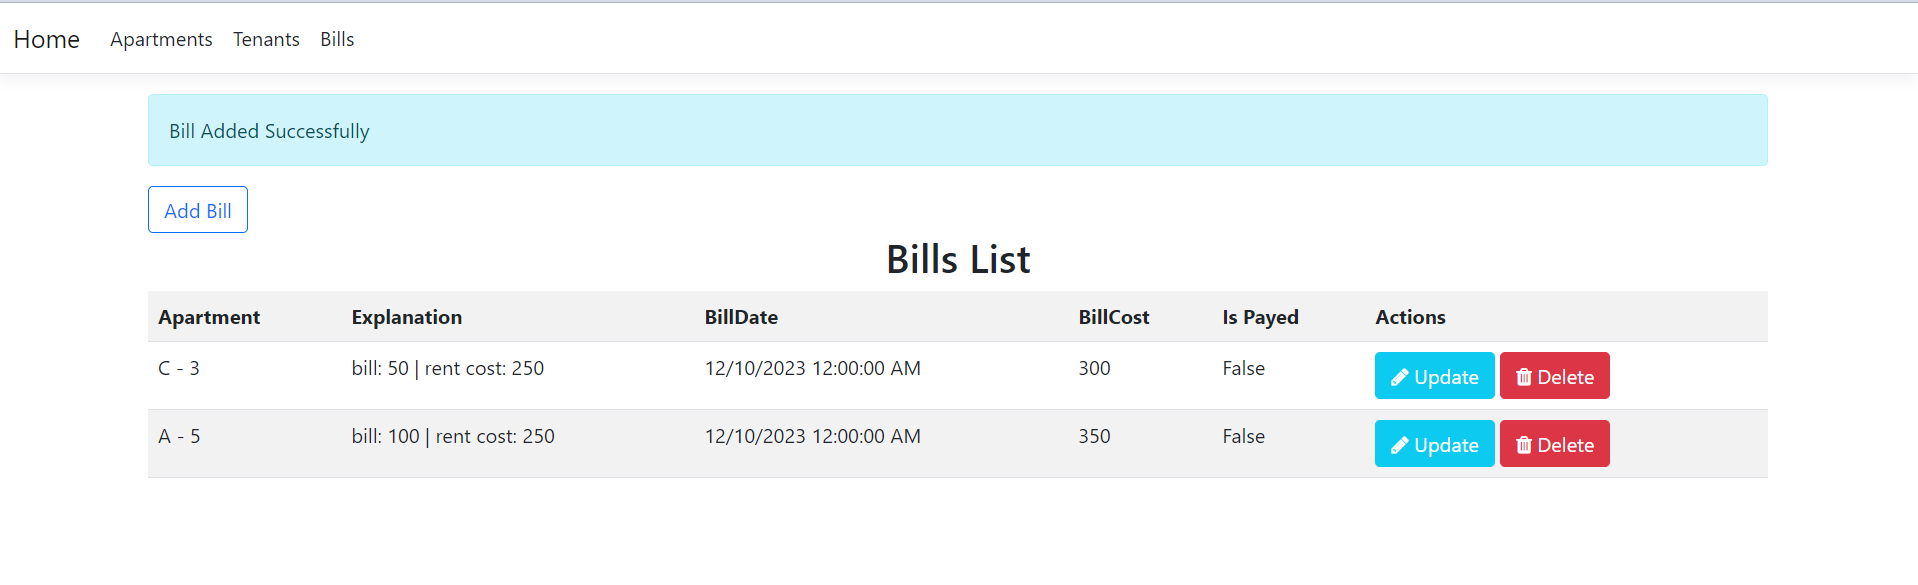 Home Apartments Tenants Bills
Bill Added Successfully
Add Bill
Bills List
Apartment Explanation BillDate BillCost Is Payed Actions
C - 3 bill: 50 | rent cost: 250 12/10/2023 12:00:00 AM 300 False Update Delete
A - 5 bill: 100 | rent cost: 250 12/10/2023 12:00:00 AM 350 False Update Delete